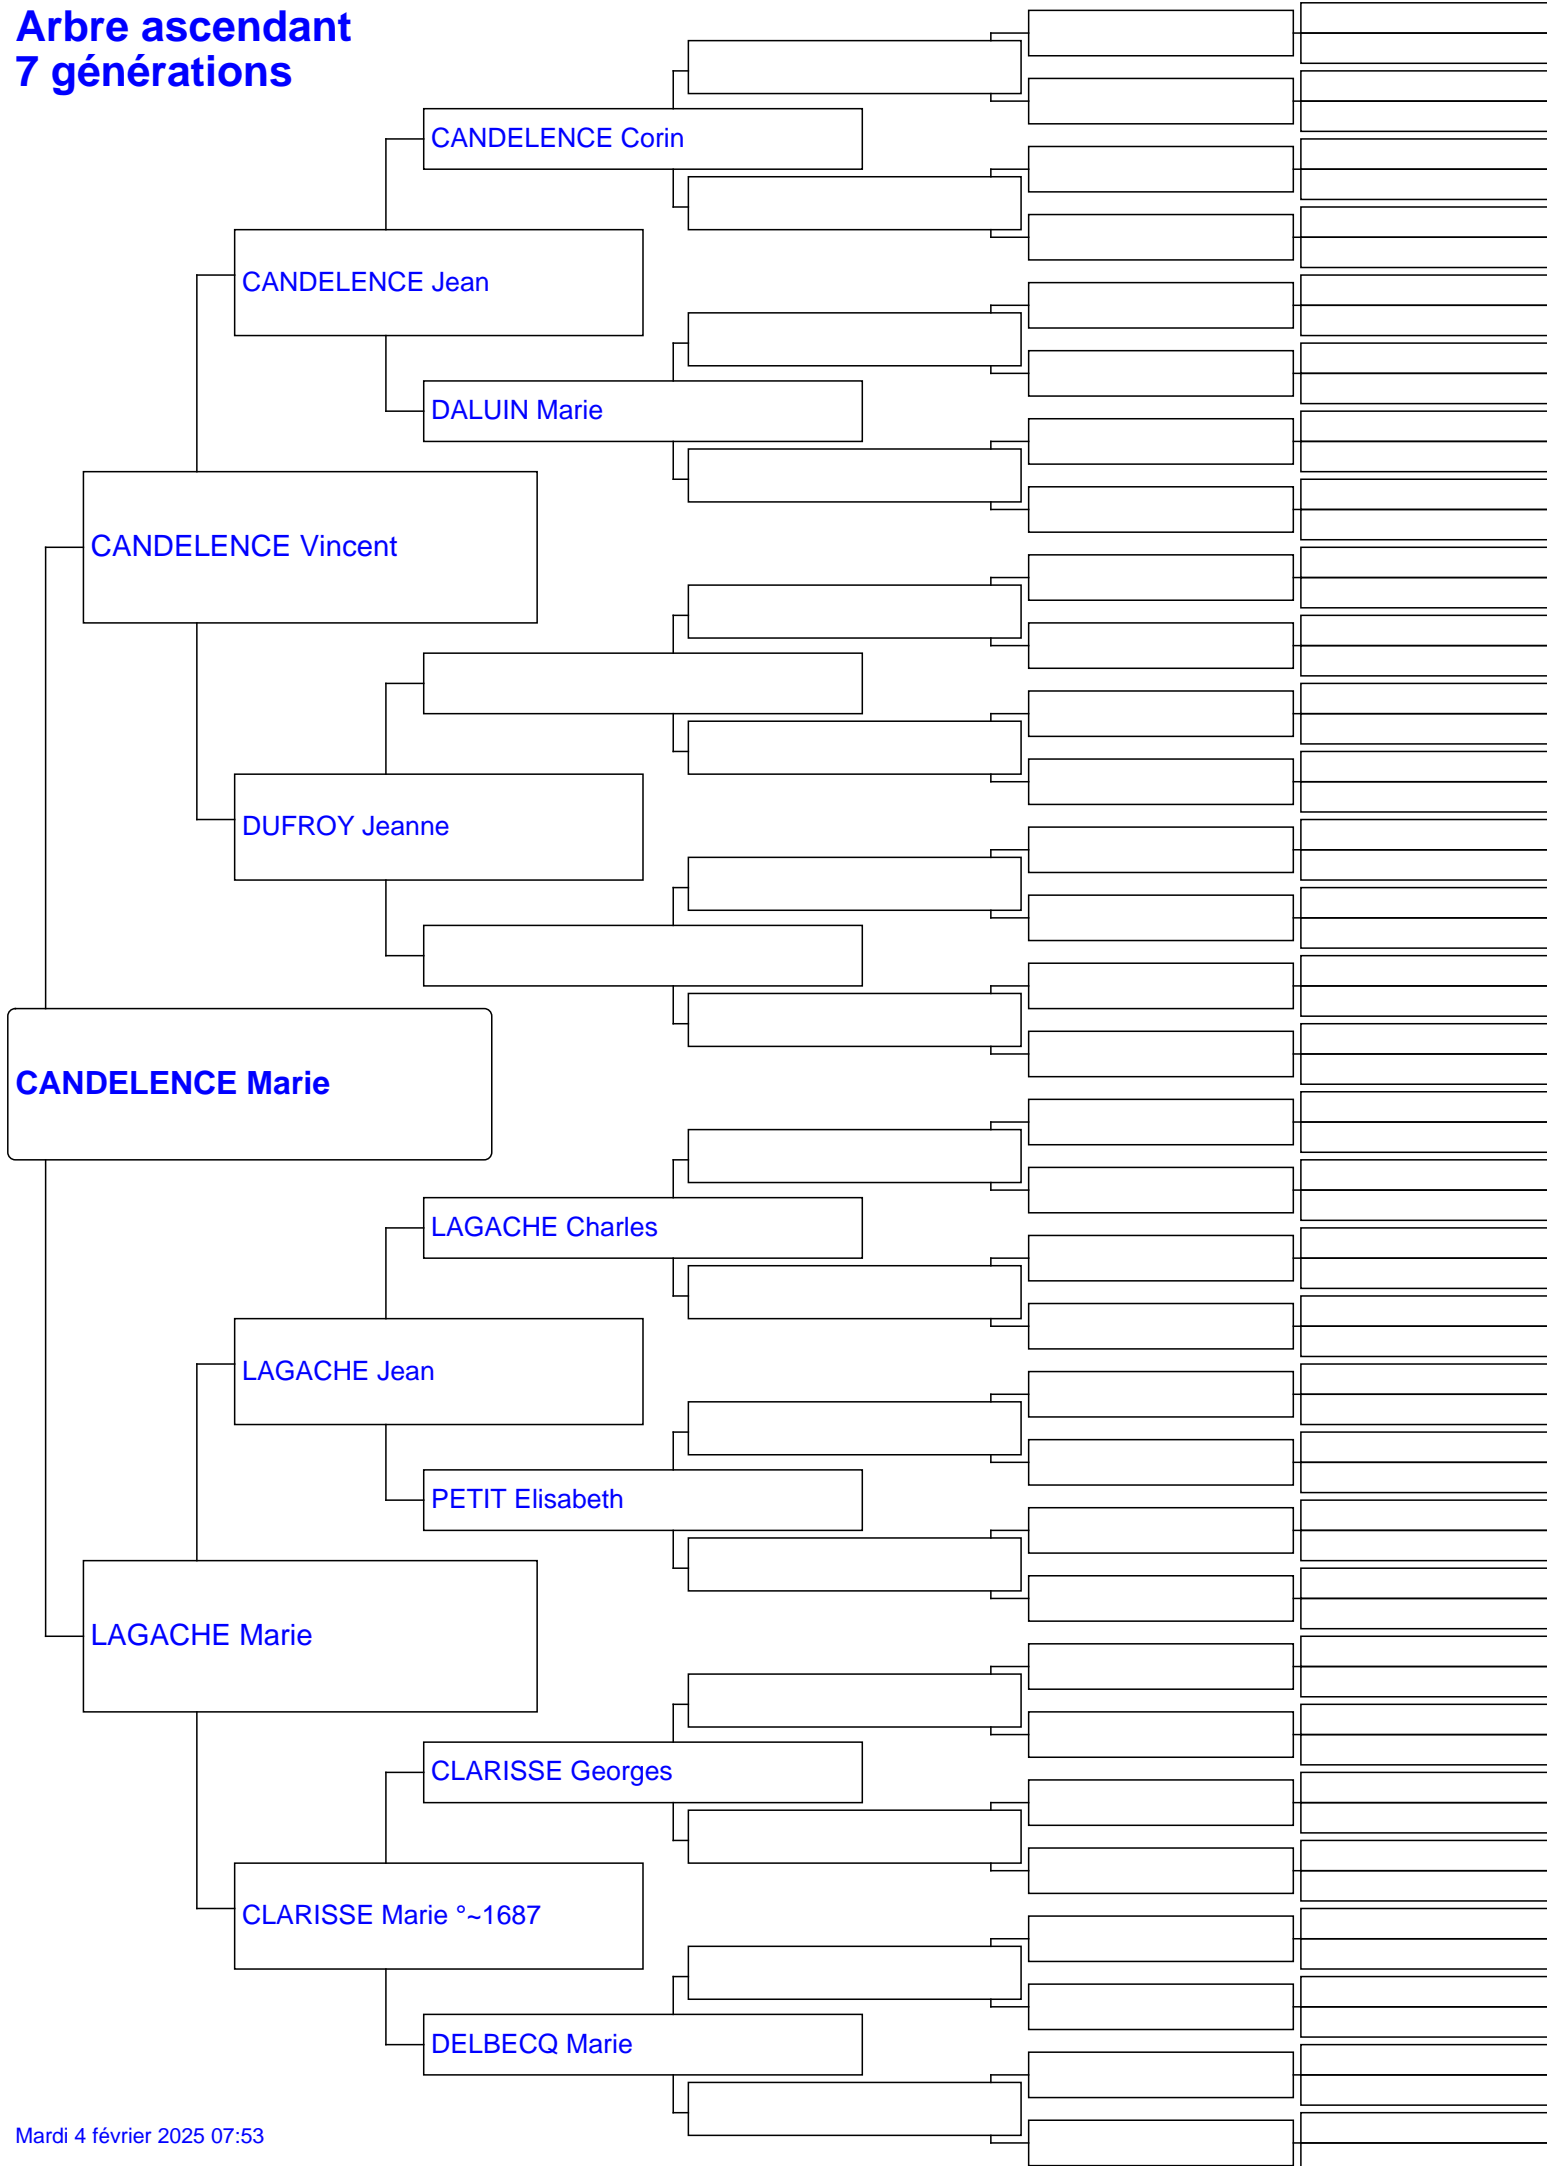 Arbre ascendant
7 générations
CANDELENCE Corin
CANDELENCE Jean
DALUIN Marie
CANDELENCE Vincent
DUFROY Jeanne
CANDELENCE Marie
LAGACHE Charles
LAGACHE Jean
PETIT Elisabeth
LAGACHE Marie
CLARISSE Georges
CLARISSE Marie °~1687
DELBECQ Marie
Mardi 4 février 2025 07:53